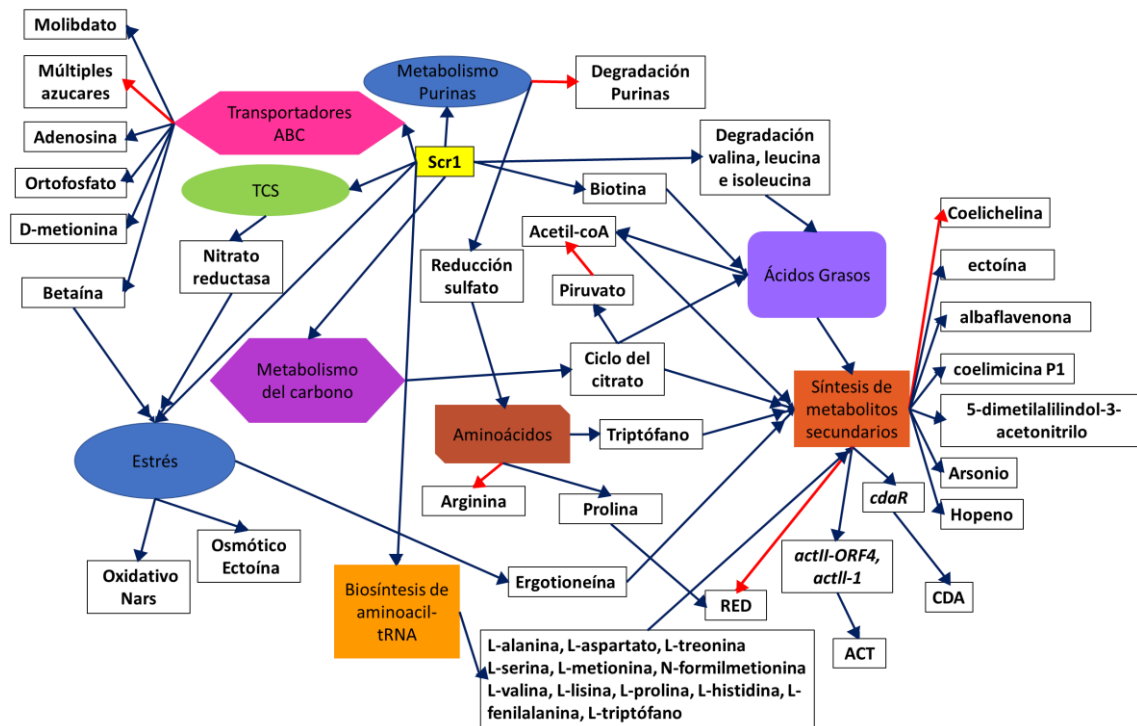 Molibdato
Múltiples
azucares
Adenosina
Ortofosfato
D-metionina
Betaína
Transportadores
ABC
TCS
Nitrato
reductasa
Metabolismo
Purinas
Degradación
Purinas
Scr1
Degradación
valina, leucina
e isoleucina
Biotina
Acetil-coA
Reducción
sulfato
Piruvato
Ácidos Grasos
Metabolismo
del carbono
Ciclo del
citrato
Síntesis de
metabolitos
secundarios
Coelichelina
ectoína
albaflavenona
coelimicina P1
5-dimetilalilindol-3-
acetonitrilo
Arsonio
Hopeno
Aminoácidos
Triptófano
Arginina
Prolina
Estrés
Oxidativo
Nars
Osmótico
Ectoína
Biosíntesis de
aminoacil-
tRNA
Ergotioneína
RED
cdaR
actII-ORF4,
actll-1
CDA
ACT
L-alanina, L-aspartato, L-treonina
L-serina, L-metionina, N-formilmetionina
L-valina, L-lisina, L-prolina, L-histidina, L-
fenilalanina, L-triptófano